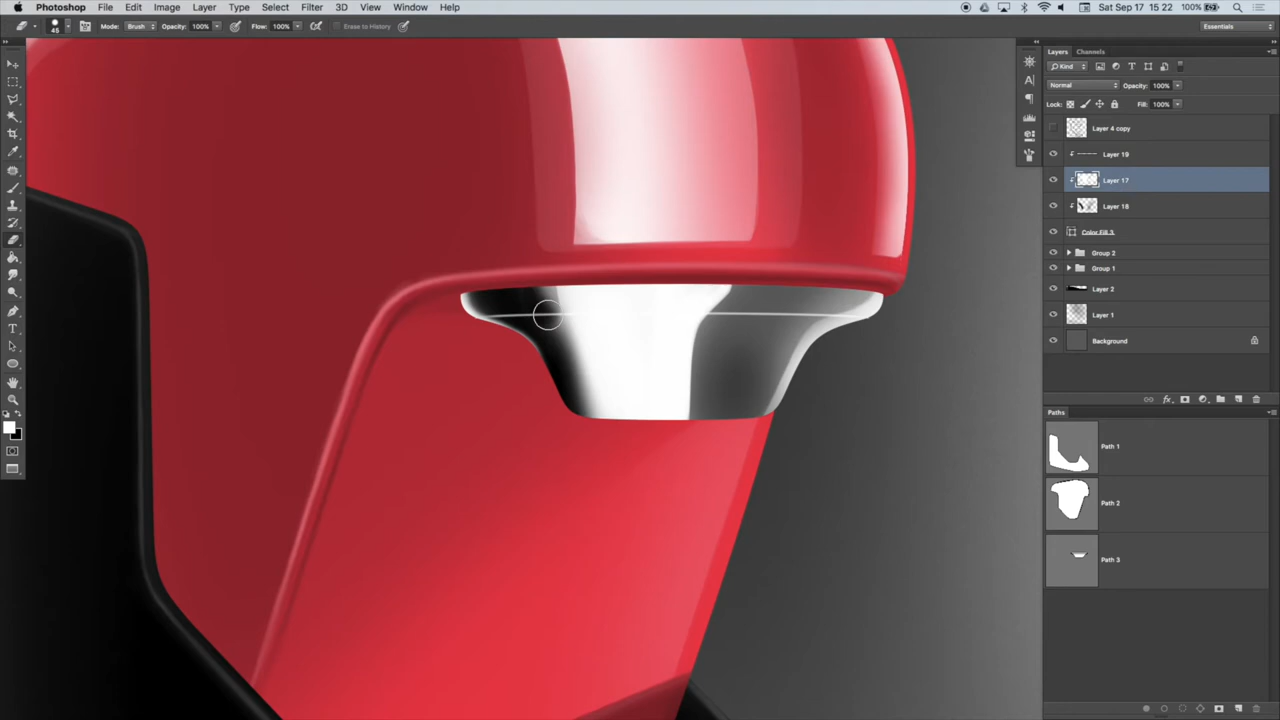 Photoshop File Edit Image Layer Type Select Filter 3D View Window Help 100% Sat Sep 17 15 22
45 Mode: Brush Opacity: 100% Flow: 100% Erase to History Essentials
Layers Channels
Kind T
Normal Opacity: 100%
Lock: Fill: 100%
Layer 4 copy
Layer 19
Layer 17
Layer 18
Color Fill 3
Group 2
Group 1
Layer 2
Layer 1
Background
fx
Paths
Path 1
Path 2
Path 3